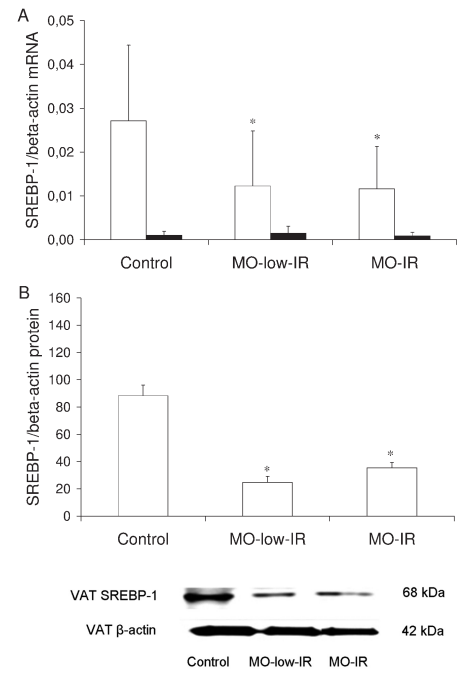 A
SREBP-1/beta-actin mRNA
0,05
0,04
0,03
0,02
0,01
0,00
*
*
Control MO-low-IR MO-IR
B
SREBP-1/beta-actin protein
160
140
120
100
80
60
40
20
0
*
*
Control MO-low-IR MO-IR
VAT SREBP-1 68 kDa
VAT β-actin 42 kDa
Control MO-low-IR MO-IR